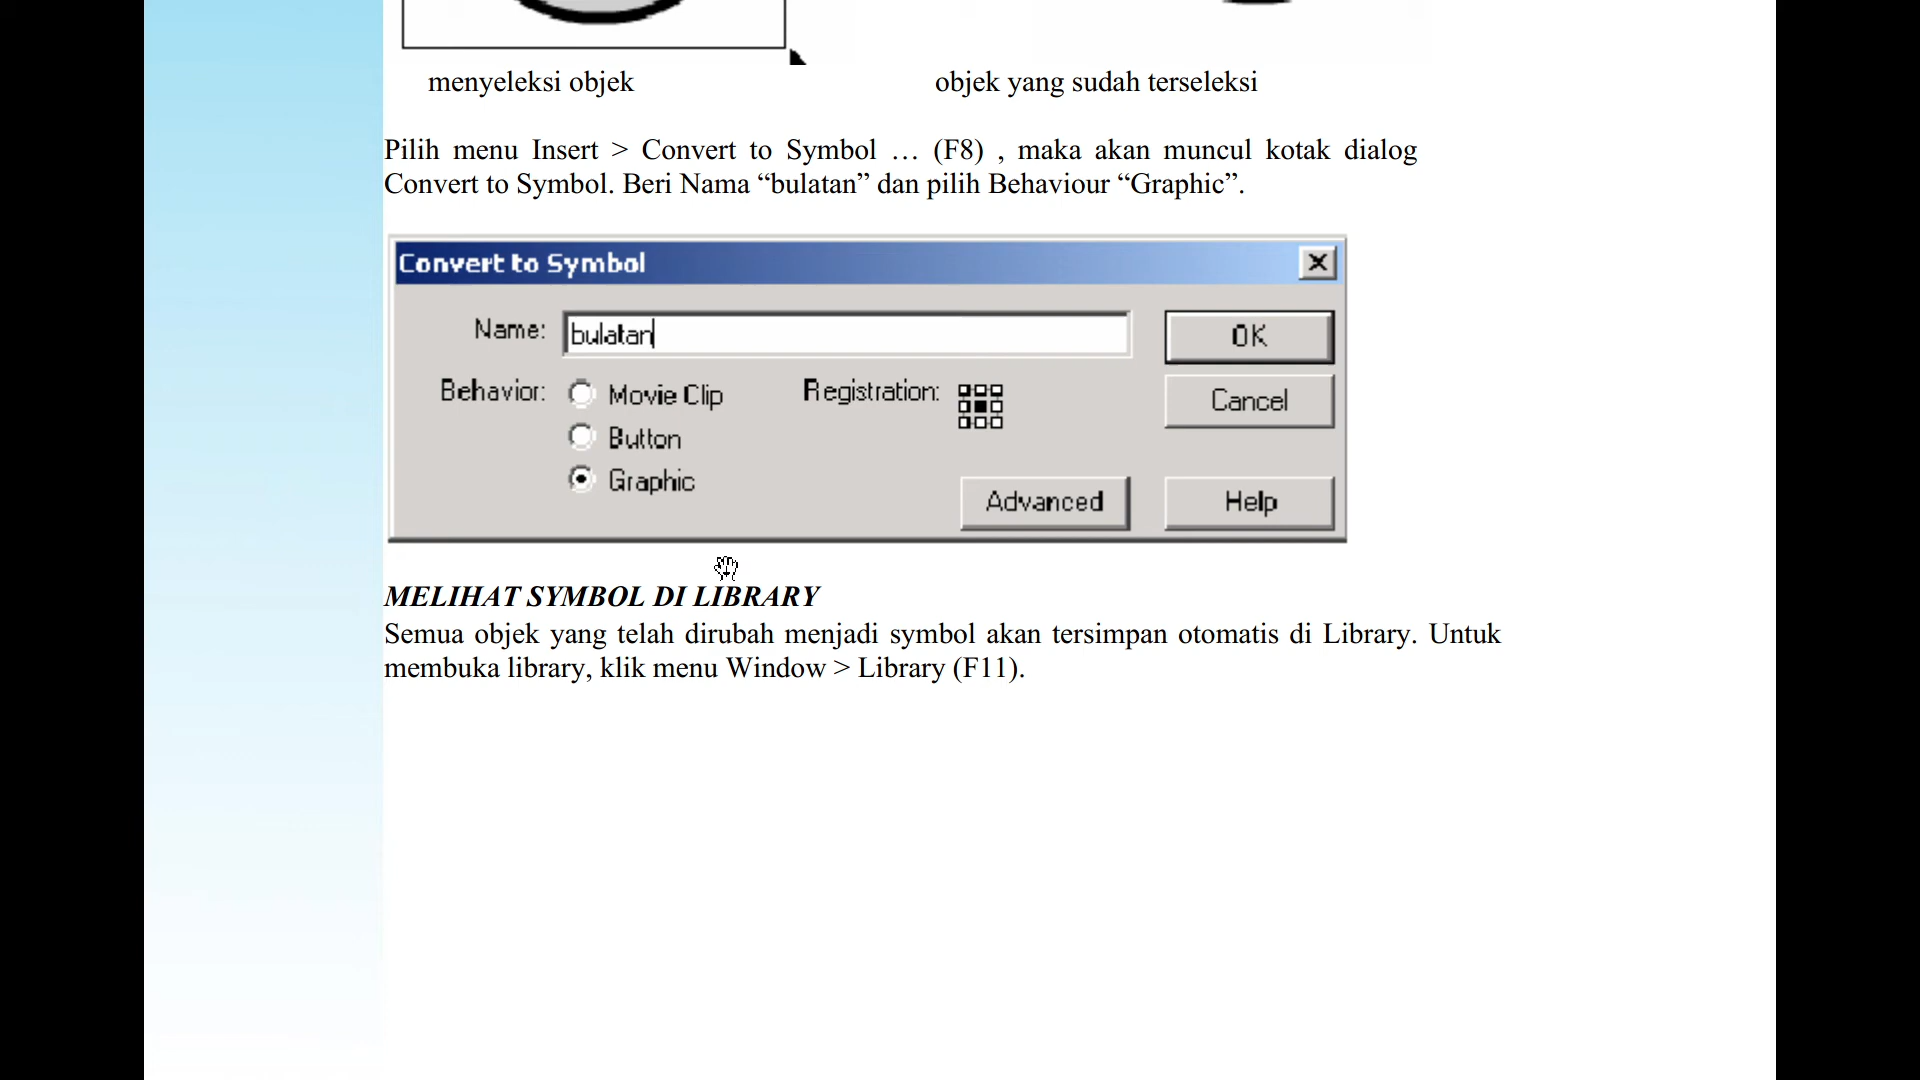 menyeleksi objek objek yang sudah terseleksi
Pilih menu Insert > Convert to Symbol … (F8) , maka akan muncul kotak dialog
Convert to Symbol. Beri Nama “bulatan” dan pilih Behaviour “Graphic”.
Convert to Symbol
Name: bulatan OK
Behavior: Movie Clip Registration: Cancel
Button
Graphic
Advanced Help
MELIHAT SYMBOL DI LIBRARY
Semua objek yang telah dirubah menjadi symbol akan tersimpan otomatis di Library. Untuk
membuka library, klik menu Window > Library (F11).